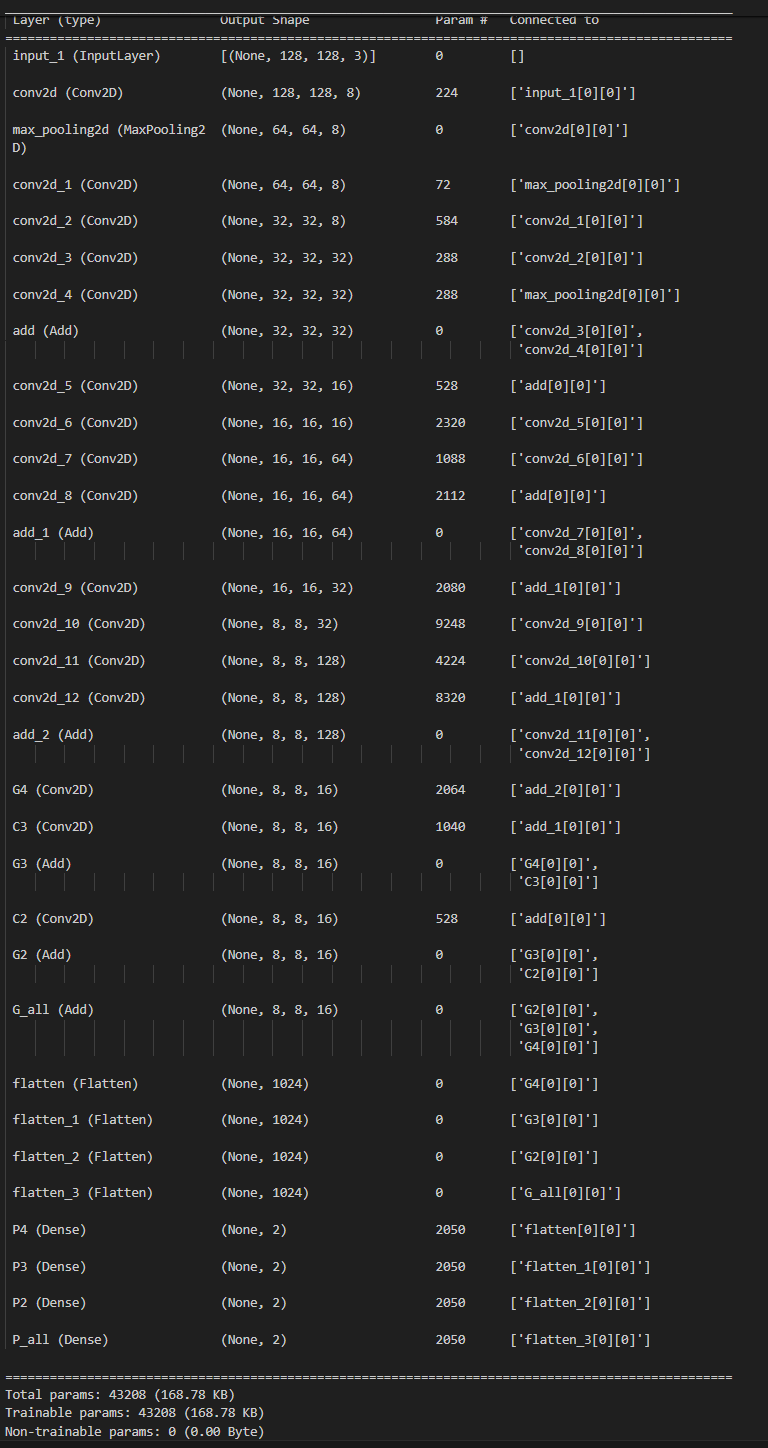 Layer (type) Output Shape Param # Connected to
==================================================================================================
input_1 (InputLayer) [(None, 128, 128, 3)] 0 []
conv2d (Conv2D) (None, 128, 128, 8) 224 ['input_1[0][0]']
max_pooling2d (MaxPooling2 (None, 64, 64, 8) 0 ['conv2d[0][0]']
D)
conv2d_1 (Conv2D) (None, 64, 64, 8) 72 ['max_pooling2d[0][0]']
conv2d_2 (Conv2D) (None, 32, 32, 8) 584 ['conv2d_1[0][0]']
conv2d_3 (Conv2D) (None, 32, 32, 32) 288 ['conv2d_2[0][0]']
conv2d_4 (Conv2D) (None, 32, 32, 32) 288 ['max_pooling2d[0][0]']
add (Add) (None, 32, 32, 32) 0 ['conv2d_3[0][0]',
'conv2d_4[0][0]']
conv2d_5 (Conv2D) (None, 32, 32, 16) 528 ['add[0][0]']
conv2d_6 (Conv2D) (None, 16, 16, 16) 2320 ['conv2d_5[0][0]']
conv2d_7 (Conv2D) (None, 16, 16, 64) 1088 ['conv2d_6[0][0]']
conv2d_8 (Conv2D) (None, 16, 16, 64) 2112 ['add[0][0]']
add_1 (Add) (None, 16, 16, 64) 0 ['conv2d_7[0][0]',
'conv2d_8[0][0]']
conv2d_9 (Conv2D) (None, 16, 16, 32) 2080 ['add_1[0][0]']
conv2d_10 (Conv2D) (None, 8, 8, 32) 9248 ['conv2d_9[0][0]']
conv2d_11 (Conv2D) (None, 8, 8, 128) 4224 ['conv2d_10[0][0]']
conv2d_12 (Conv2D) (None, 8, 8, 128) 8320 ['add_1[0][0]']
add_2 (Add) (None, 8, 8, 128) 0 ['conv2d_11[0][0]',
'conv2d_12[0][0]']
G4 (Conv2D) (None, 8, 8, 16) 2064 ['add_2[0][0]']
C3 (Conv2D) (None, 8, 8, 16) 1040 ['add_1[0][0]']
G3 (Add) (None, 8, 8, 16) 0 ['G4[0][0]',
'C3[0][0]']
C2 (Conv2D) (None, 8, 8, 16) 528 ['add[0][0]']
G2 (Add) (None, 8, 8, 16) 0 ['G3[0][0]',
'C2[0][0]']
G_all (Add) (None, 8, 8, 16) 0 ['G2[0][0]',
'G3[0][0]',
'G4[0][0]']
flatten (Flatten) (None, 1024) 0 ['G4[0][0]']
flatten_1 (Flatten) (None, 1024) 0 ['G3[0][0]']
flatten_2 (Flatten) (None, 1024) 0 ['G2[0][0]']
flatten_3 (Flatten) (None, 1024) 0 ['G_all[0][0]']
P4 (Dense) (None, 2) 2050 ['flatten[0][0]']
P3 (Dense) (None, 2) 2050 ['flatten_1[0][0]']
P2 (Dense) (None, 2) 2050 ['flatten_2[0][0]']
P_all (Dense) (None, 2) 2050 ['flatten_3[0][0]']
==================================================================================================
Total params: 43208 (168.78 KB)
Trainable params: 43208 (168.78 KB)
Non-trainable params: 0 (0.00 Byte)